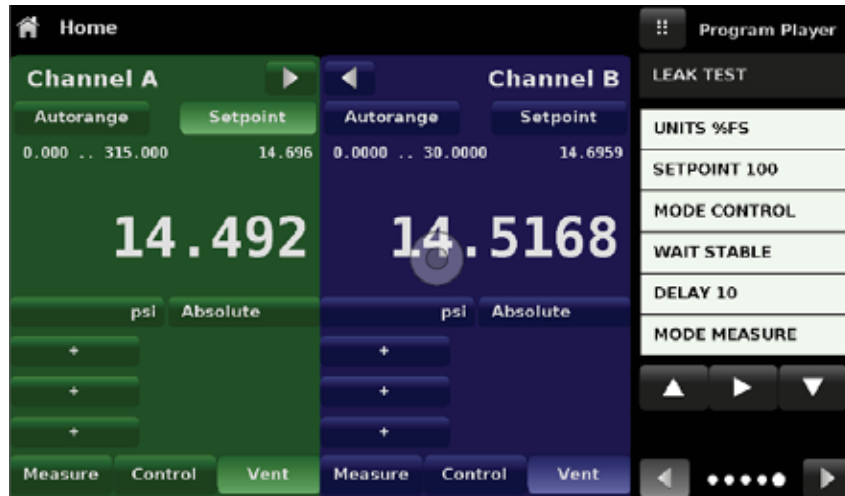 Home
Channel A
Autorange Setpoint
0.000 .. 315.000 14.696
14.492
psi Absolute
+
+
+
Measure Control Vent
Channel B
Autorange Setpoint
0.0000 .. 30.0000 14.6959
14.5168
psi Absolute
+
+
+
Measure Control Vent
Program Player
LEAK TEST
UNITS %FS
SETPOINT 100
MODE CONTROL
WAIT STABLE
DELAY 10
MODE MEASURE